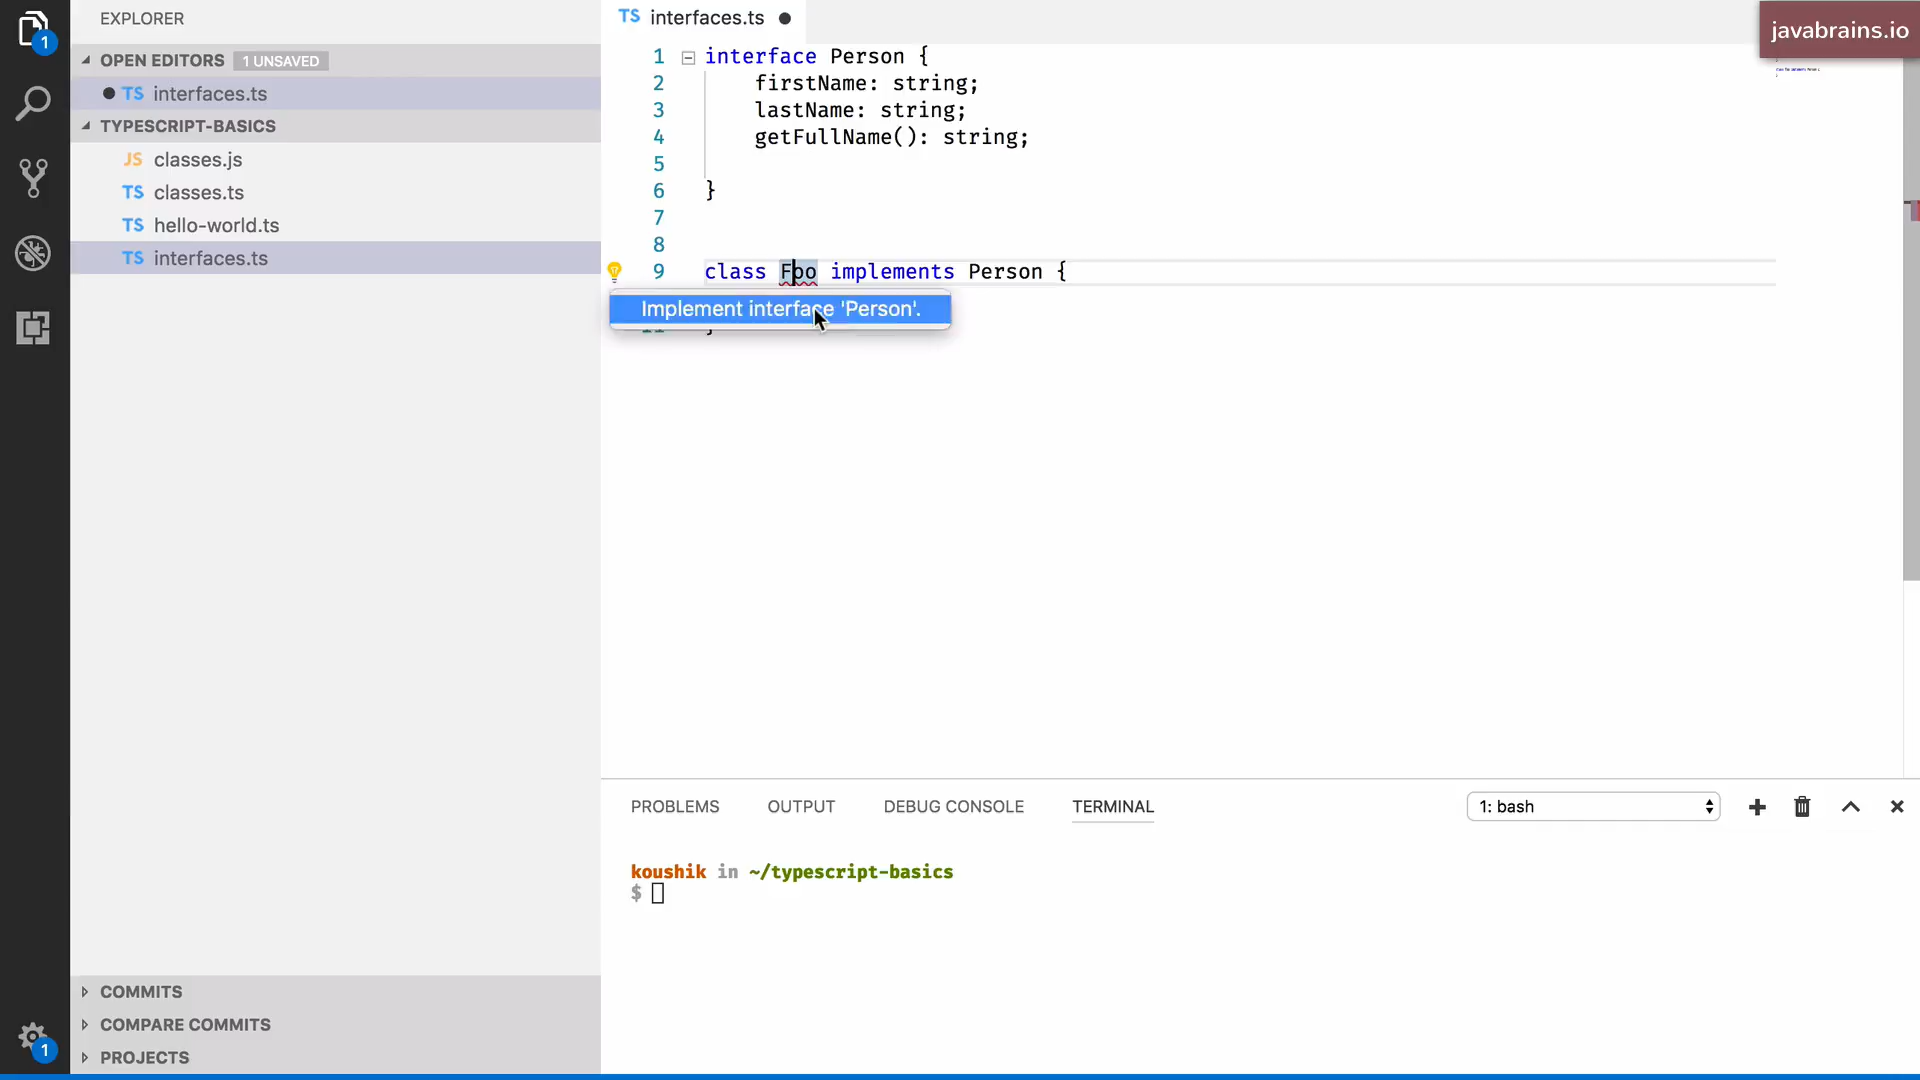 EXPLORER
OPEN EDITORS 1 UNSAVED
TS interfaces.ts
TYPESCRIPT-BASICS
JS classes.js
TS classes.ts
TS hello-world.ts
TS interfaces.ts
COMMITS
COMPARE COMMITS
PROJECTS
1
1
TS interfaces.ts
javabrains.io
1 interface Person {
2 firstName: string;
3 lastName: string;
4 getFullName(): string;
5
6 }
7
8
9 class Foo implements Person {
Implement interface 'Person'.
PROBLEMS OUTPUT DEBUG CONSOLE TERMINAL 1: bash
koushik in ~/typescript-basics
$